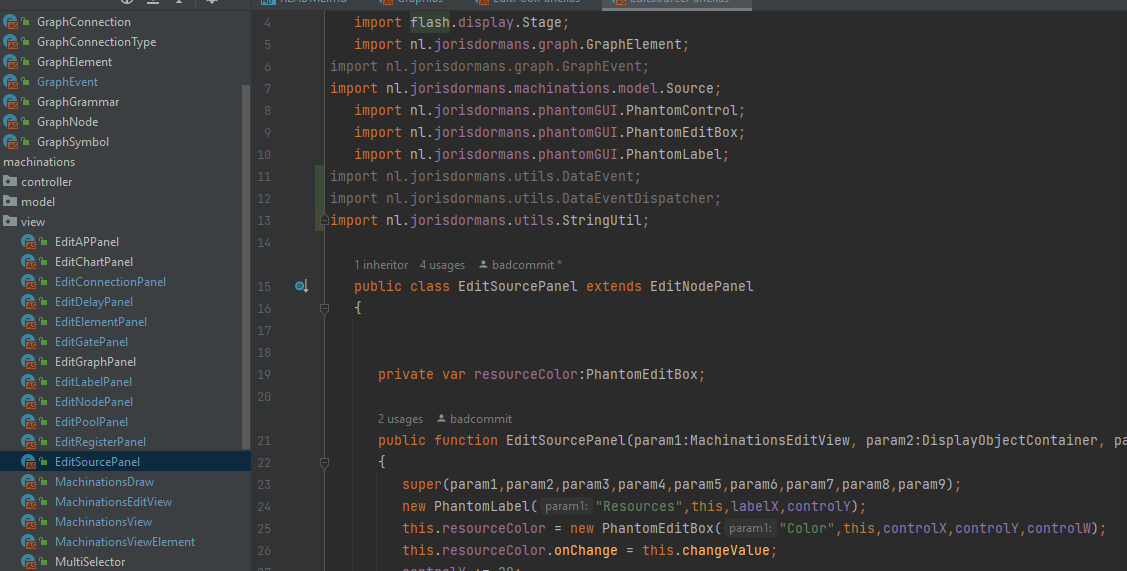 GraphConnection
GraphConnectionType
GraphElement
GraphEvent
GraphGrammar
GraphNode
GraphSymbol
machinations
controller
model
view
EditAPPanel
EditChartPanel
EditConnectionPanel
EditDelayPanel
EditElementPanel
EditGatePanel
EditGraphPanel
EditLabelPanel
EditNodePanel
EditPoolPanel
EditRegisterPanel
EditSourcePanel
MachinationsDraw
MachinationsEditView
MachinationsView
MachinationsViewElement
MultiSelector
4 import flash.display.Stage;
5 import nl.jorisdormans.graph.GraphElement;
6 import nl.jorisdormans.graph.GraphEvent;
7 import nl.jorisdormans.machinations.model.Source;
8 import nl.jorisdormans.phantomGUI.PhantomControl;
9 import nl.jorisdormans.phantomGUI.PhantomEditBox;
10 import nl.jorisdormans.phantomGUI.PhantomLabel;
11 import nl.jorisdormans.utils.DataEvent;
12 import nl.jorisdormans.utils.DataEventDispatcher;
13 import nl.jorisdormans.utils.StringUtil;
14
1 inheritor 4 usages badcommit *
15 public class EditSourcePanel extends EditNodePanel
16 {
17
18
19 private var resourceColor:PhantomEditBox;
20
2 usages badcommit
21 public function EditSourcePanel(param1:MachinationsEditView, param2:DisplayObjectContainer, pa
22 {
23 super(param1,param2,param3,param4,param5,param6,param7,param8,param9);
24 new PhantomLabel( param1: "Resources",this,labelX,controlY);
25 this.resourceColor = new PhantomEditBox( param1: "Color",this,controlX,controlY,controlW);
26 this.resourceColor.onChange = this.changeValue;